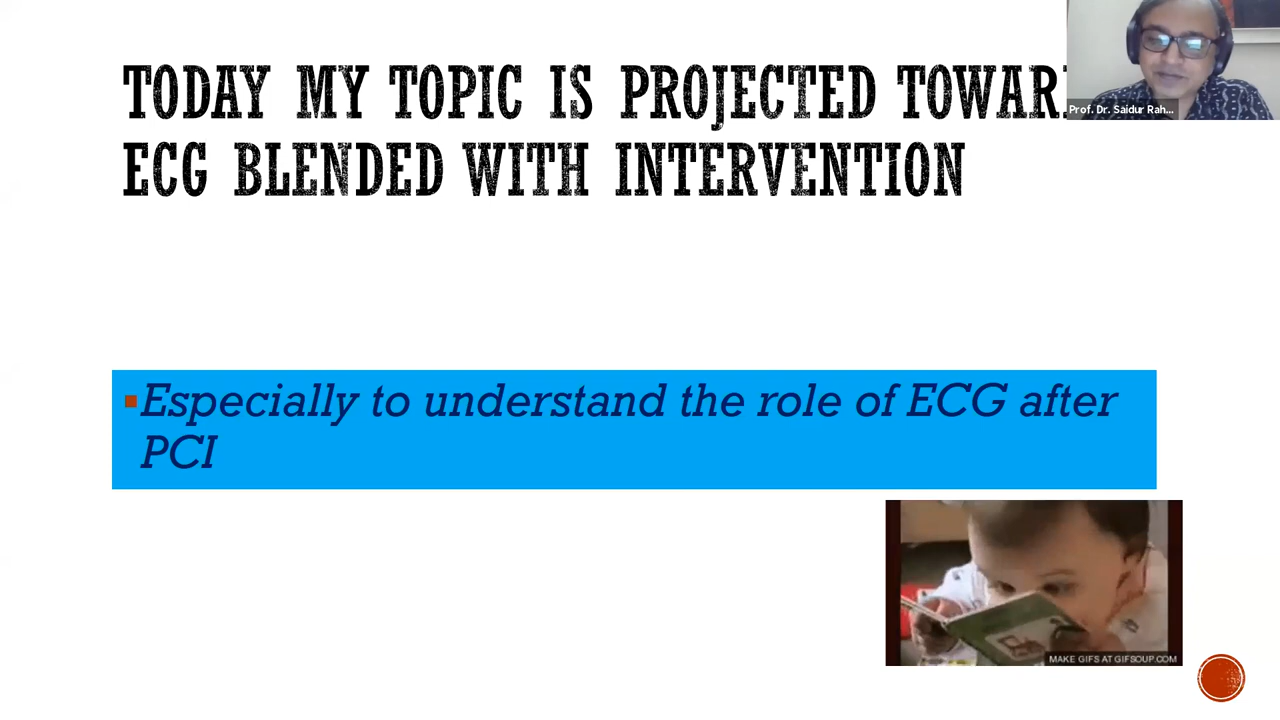 TODAY MY TOPIC IS PROJECTED
ECG BLENDED WITH INTERVENTION
Prof. Dr. Saidur Rah...
▪Especially to understand the role of ECG after
PCI
MAKE GIFS AT GIFSOUP.COM